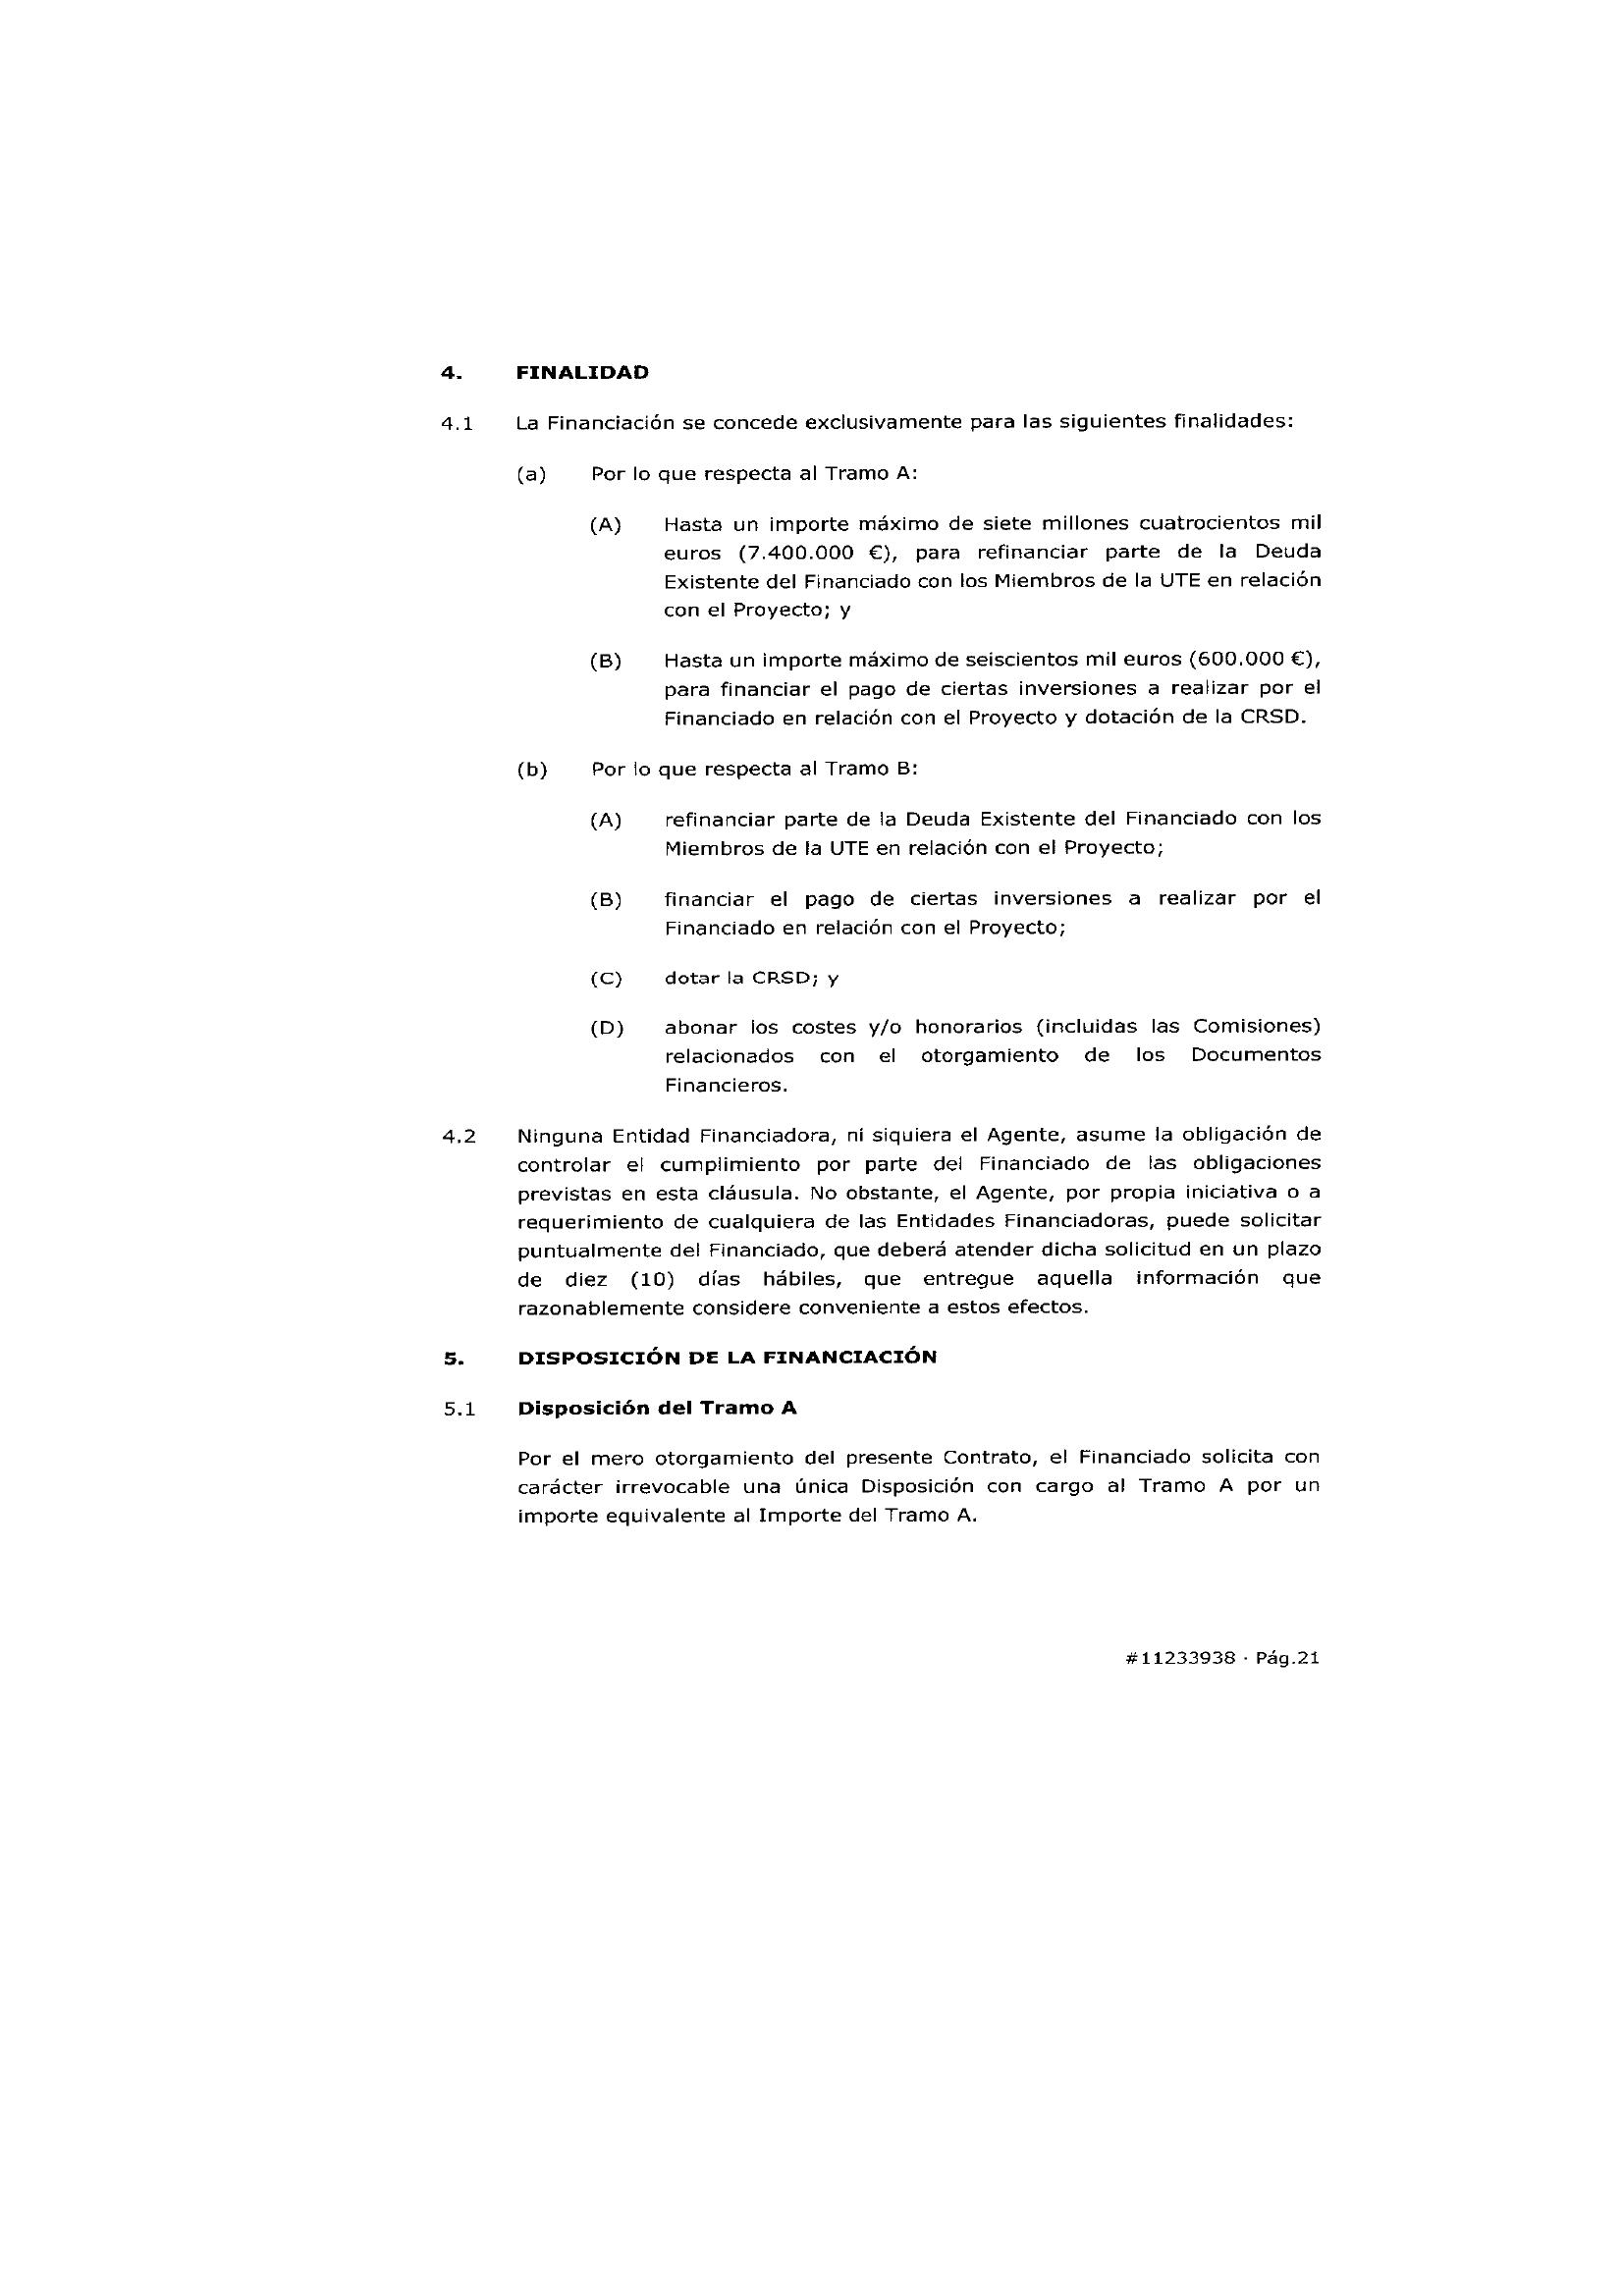 4. FINALIDAD
4.1 La Financiación se concede exclusivamente para las siguientes finalidades:
(a) Por lo que respecta al Tramo A:
(A) Hasta un importe máximo de siete millones cuatrocientos mil
euros (7.400.000 €), para refinanciar parte de la Deuda
Existente del Financiado con los Miembros de la UTE en relación
con el Proyecto; y
(B) Hasta un importe máximo de seiscientos mil euros (600.000 €),
para financiar el pago de ciertas inversiones a realizar por el
Financiado en relación con el Proyecto y dotación de la CRSD.
(b) Por lo que respecta al Tramo B:
(A) refinanciar parte de la Deuda Existente del Financiado con los
Miembros de la UTE en relación con el Proyecto;
(B) financiar el pago de ciertas inversiones a realizar por el
Financiado en relación con el Proyecto;
(C) dotar la CRSD; y
(D) abonar los costes y/o honorarios (incluidas las Comisiones)
relacionados con el otorgamiento de los Documentos
Financieros.
4.2 Ninguna Entidad Financiadora, ni siquiera el Agente, asume la obligación de
controlar el cumplimiento por parte del Financiado de las obligaciones
previstas en esta cláusula. No obstante, el Agente, por propia iniciativa o a
requerimiento de cualquiera de las Entidades Financiadoras, puede solicitar
puntualmente del Financiado, que deberá atender dicha solicitud en un plazo
de diez (10) días hábiles, que entregue aquella información que
razonablemente considere conveniente a estos efectos.
5. DISPOSICIÓN DE LA FINANCIACIÓN
5.1 Disposición del Tramo A
Por el mero otorgamiento del presente Contrato, el Financiado solicita con
carácter irrevocable una única Disposición con cargo al Tramo A por un
importe equivalente al Importe del Tramo A.
#11233938 · Pág.21